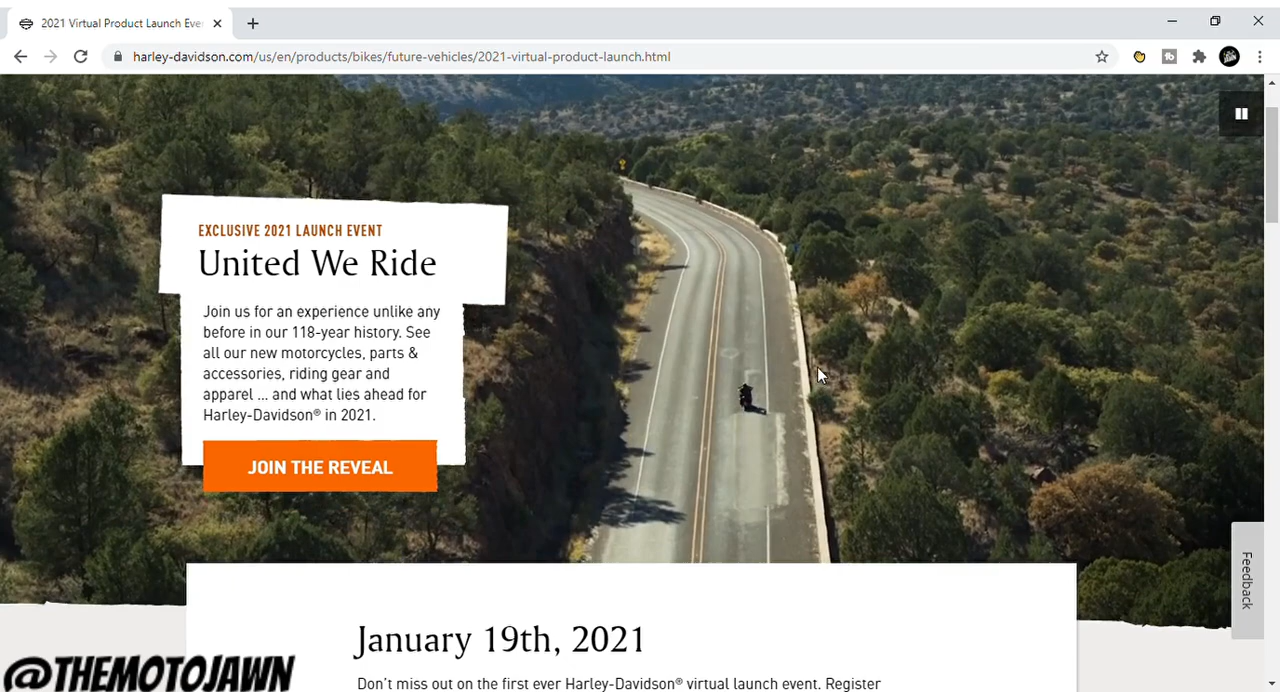 2021 Virtual Product Launch Eve
harley-davidson.com/us/en/products/bikes/future-vehicles/2021-virtual-product-launch.html
EXCLUSIVE 2021 LAUNCH EVENT
United We Ride
Join us for an experience unlike any
before in our 118-year history. See
all our new motorcycles, parts &
accessories, riding gear and
apparel ... and what lies ahead for
Harley-Davidson® in 2021.
JOIN THE REVEAL
Feedback
January 19th, 2021
Don't miss out on the first ever Harley-Davidson® virtual launch event. Register
@THEMOTOJAWN